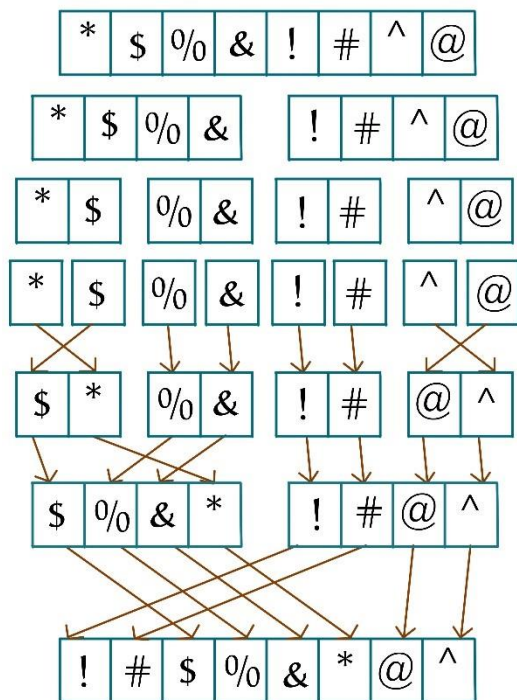 * $ % & ! # ^ @
* $ % & ! # ^ @
* $ % & ! # ^ @
* $ % & ! # ^ @
$ * % & ! # @ ^
$ % & * ! # @ ^
! # $ % & * @ ^